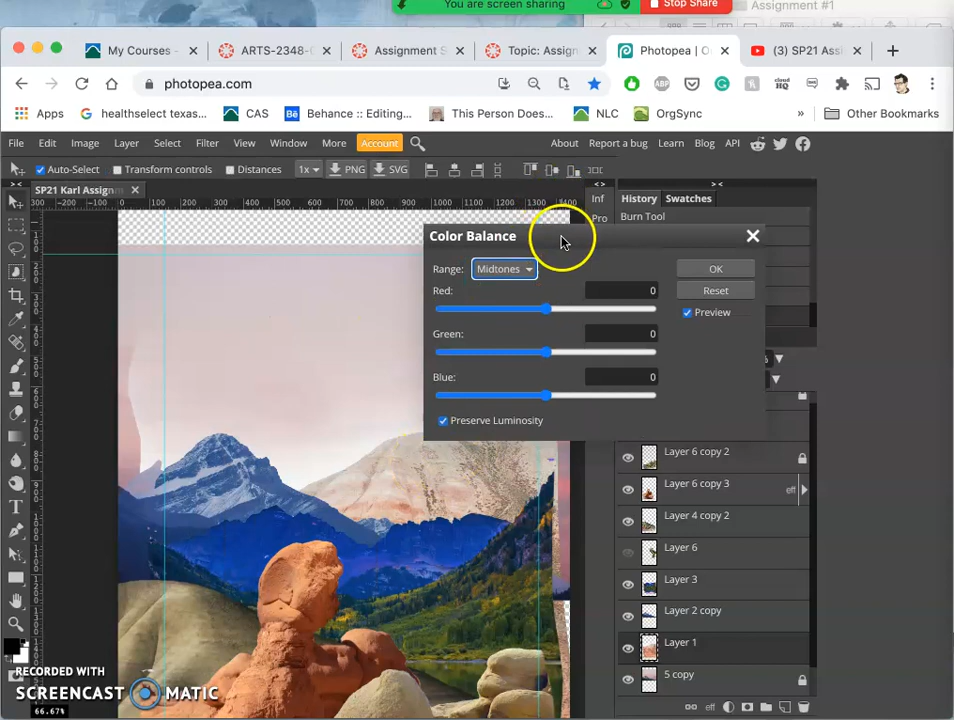 You are screen sharing
Stop Share
Assignment #1
My Courses -
ARTS-2348-
Assignment S
Topic: Assign
Photopea | O
(3) SP21 Assi
photopea.com
Apps
healthselect texas...
CAS
Behance :: Editing...
This Person Does...
NLC
OrgSync
»
Other Bookmarks
File Edit Image Layer Select Filter View Window More Account
About Report a bug Learn Blog API
Auto-Select Transform controls Distances 1x PNG SVG
SP21 Karl Assignm
0 100 200 300 400 500 600 700 800 900 1000 1100 1200 1300 1400
Inf
Pro
History Swatches
Burn Tool
Color Balance
Range: Midtones
OK
Red: 0
Reset
Preview
Green: 0
Blue: 0
Preserve Luminosity
Layer 6 copy 2
Layer 6 copy 3
eff
Layer 4 copy 2
Layer 6
Layer 3
Layer 2 copy
Layer 1
5 copy
eff
RECORDED WITH
SCREENCAST MATIC
66.67%